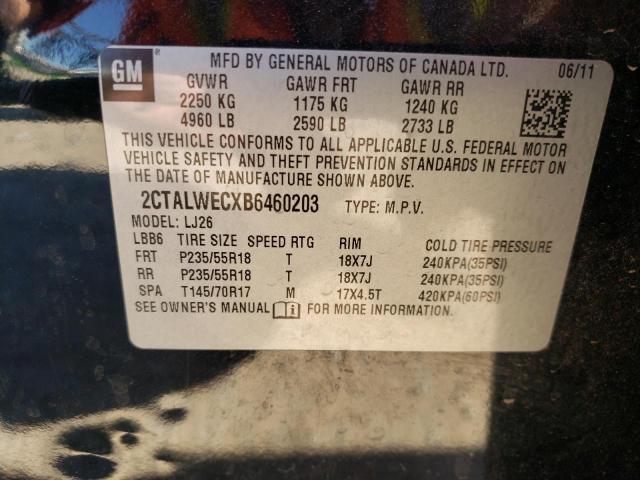 GM
MFD BY GENERAL MOTORS OF CANADA LTD. 06/11
GVWR GAWR FRT GAWR RR
2250 KG 1175 KG 1240 KG
4960 LB 2590 LB 2733 LB
THIS VEHICLE CONFORMS TO ALL APPLICABLE U.S. FEDERAL MOTOR
VEHICLE SAFETY AND THEFT PREVENTION STANDARDS IN EFFECT ON
THE DATE OF MANUFACTURE SHOWN ABOVE.
2CTALWECXB6460203 TYPE: M.P.V.
MODEL: LJ26
LBB6 TIRE SIZE SPEED RTG RIM COLD TIRE PRESSURE
FRT P235/55R18 T 18X7J 240KPA(35PSI)
RR P235/55R18 T 18X7J 240KPA(35PSI)
SPA T145/70R17 M 17X4.5T 420KPA(60PSI)
SEE OWNER'S MANUAL FOR MORE INFORMATION.